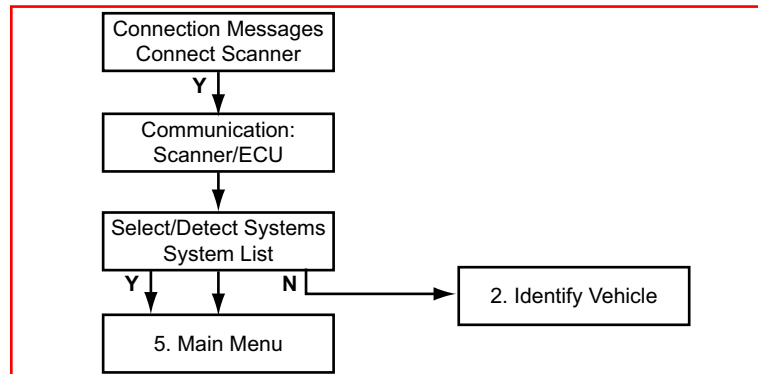 Connection Messages
Connect Scanner
Y
Communication:
Scanner/ECU
Select/Detect Systems
System List
Y
N
2. Identify Vehicle
5. Main Menu